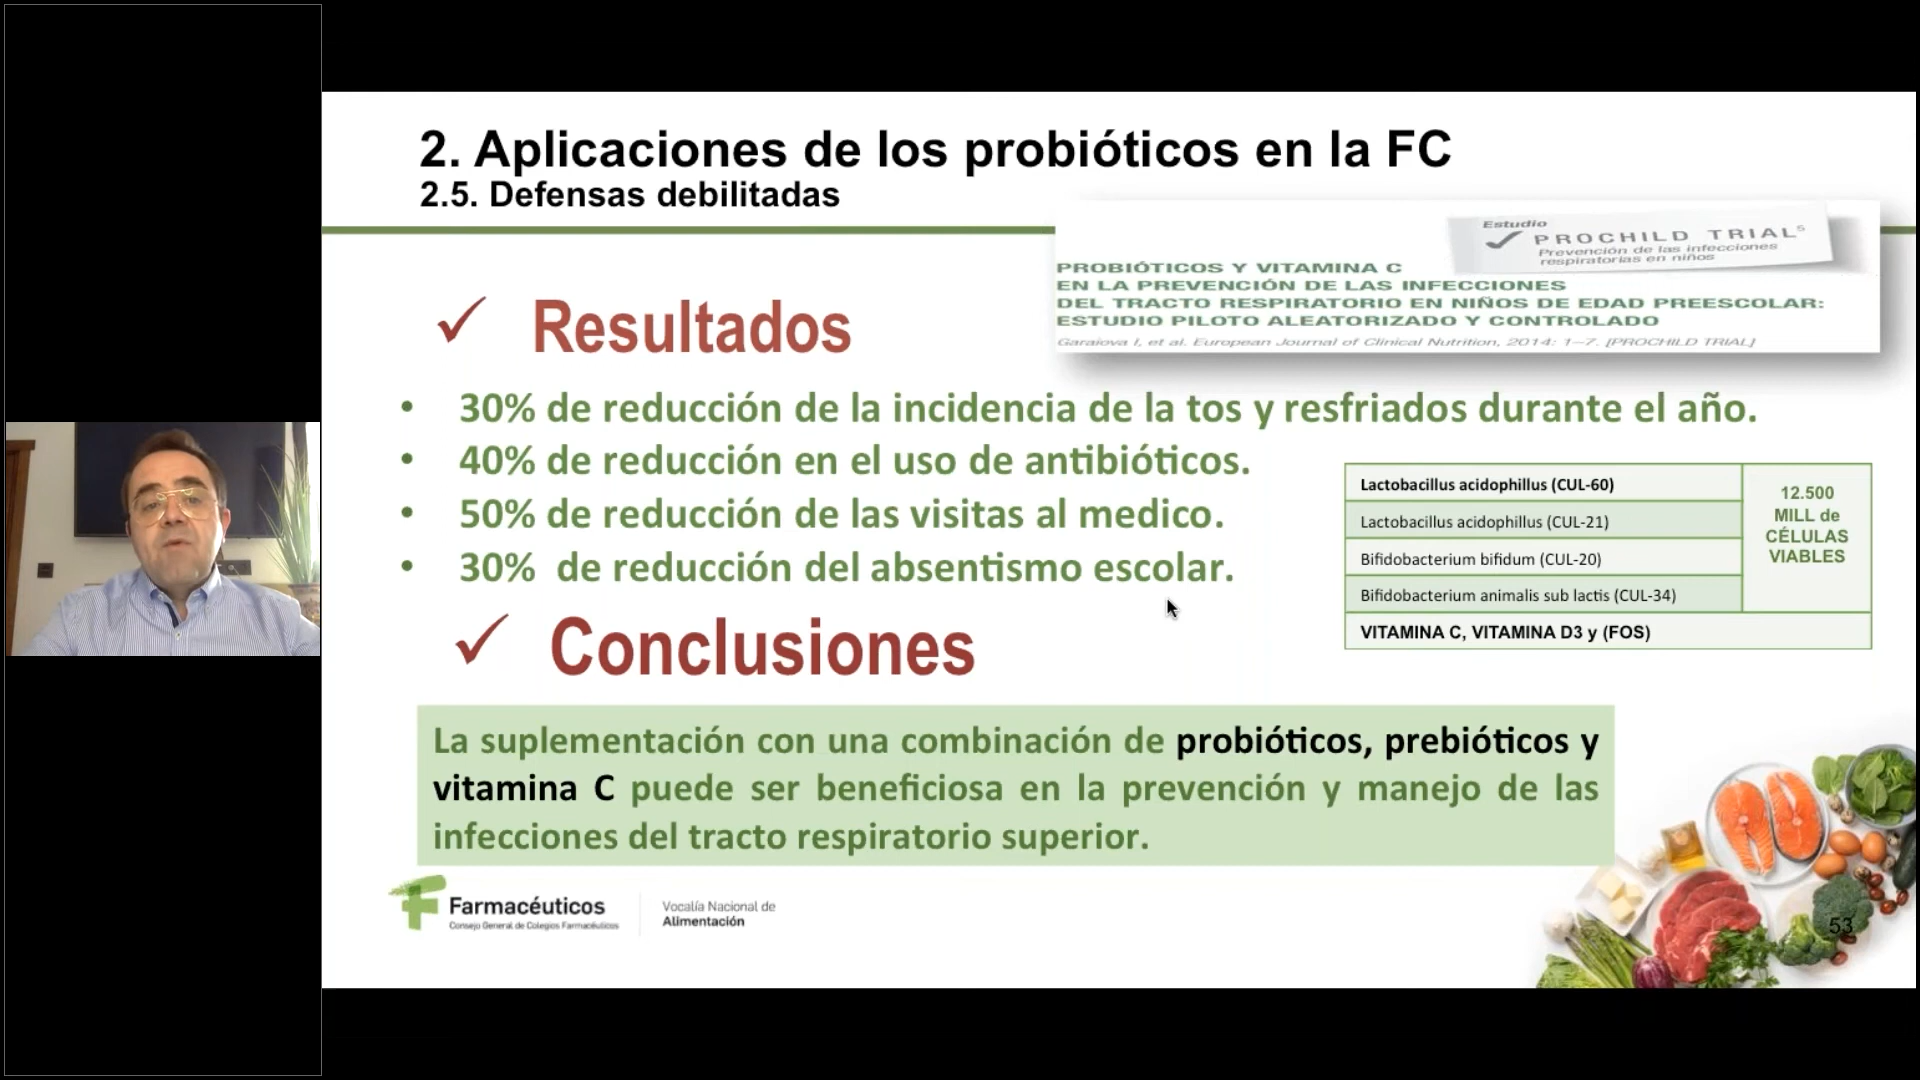 2. Aplicaciones de los probióticos en la FC
2.5. Defensas debilitadas
Estudio
✓ PROCHILD TRIAL⁵
Prevención de las infecciones
respiratorias en niños
PROBIÓTICOS Y VITAMINA C
EN LA PREVENCIÓN DE LAS INFECCIONES
DEL TRACTO RESPIRATORIO EN NIÑOS DE EDAD PREESCOLAR:
ESTUDIO PILOTO ALEATORIZADO Y CONTROLADO
Garaiova I, et al. European Journal of Clinical Nutrition, 2014: 1–7. [PROCHILD TRIAL]
✓ Resultados
• 30% de reducción de la incidencia de la tos y resfriados durante el año.
• 40% de reducción en el uso de antibióticos.
• 50% de reducción de las visitas al medico.
• 30% de reducción del absentismo escolar.
Lactobacillus acidophillus (CUL-60)
Lactobacillus acidophillus (CUL-21)
Bifidobacterium bifidum (CUL-20)
Bifidobacterium animalis sub lactis (CUL-34)
12.500
MILL de
CÉLULAS
VIABLES
VITAMINA C, VITAMINA D3 y (FOS)
✓ Conclusiones
La suplementación con una combinación de probióticos, prebióticos y
vitamina C puede ser beneficiosa en la prevención y manejo de las
infecciones del tracto respiratorio superior.
Farmacéuticos
Consejo General de Colegios Farmacéuticos
Vocalía Nacional de
Alimentación
53